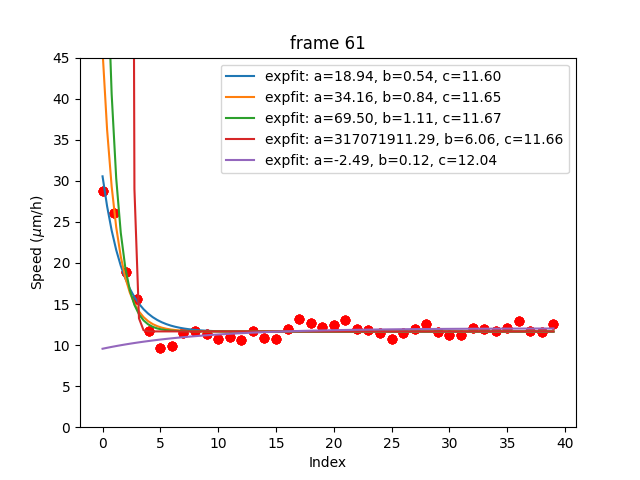 frame 61
expfit: a=18.94, b=0.54, c=11.60
expfit: a=34.16, b=0.84, c=11.65
expfit: a=69.50, b=1.11, c=11.67
expfit: a=317071911.29, b=6.06, c=11.66
expfit: a=-2.49, b=0.12, c=12.04
Speed (μm/h)
45
40
35
30
25
20
15
10
5
0
0 5 10 15 20 25 30 35 40
Index